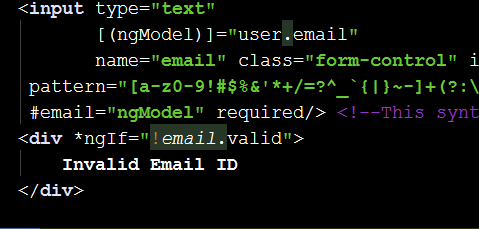 <input type="text"
[(ngModel)]="user.email"
name="email" class="form-control" i
pattern="[a-z0-9!#$%&'*+/=?^_`{|}~-]+(?:\
#email="ngModel" required/> <!--This synt
<div *ngIf="!email.valid">
Invalid Email ID
</div>